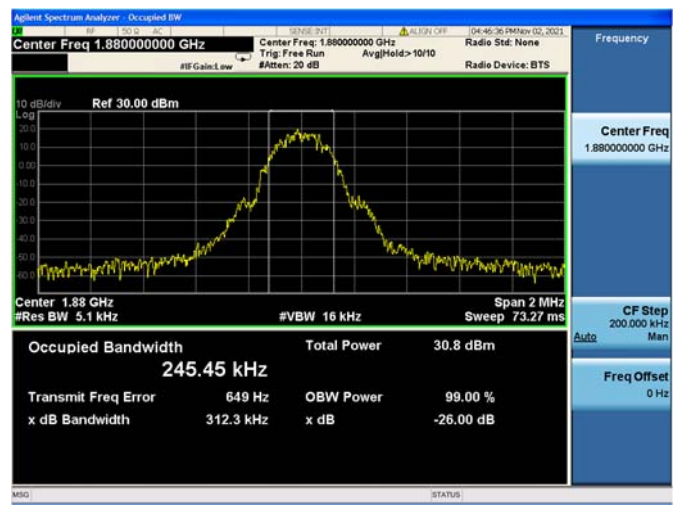 Agilent Spectrum Analyzer - Occupied BW
RF 50 Ω AC SENSE:INT ALIGN OFF 04:46:36 PM Nov 02, 2021
Center Freq 1.880000000 GHz
Center Freq: 1.880000000 GHz
Radio Std: None
Trig: Free Run Avg|Hold:>10/10
#IFGain:Low #Atten: 20 dB
Radio Device: BTS
Frequency
10 dB/div Ref 30.00 dBm
Log
20.0
10.0
0.00
-10.0
-20.0
-30.0
-40.0
-50.0
-60.0
Center 1.88 GHz Span 2 MHz
#Res BW 5.1 kHz #VBW 16 kHz Sweep 73.27 ms
Occupied Bandwidth Total Power 30.8 dBm
245.45 kHz
Transmit Freq Error 649 Hz OBW Power 99.00 %
x dB Bandwidth 312.3 kHz x dB -26.00 dB
Center Freq
1.880000000 GHz
CF Step
200.000 kHz
Auto Man
Freq Offset
0 Hz
MSG STATUS